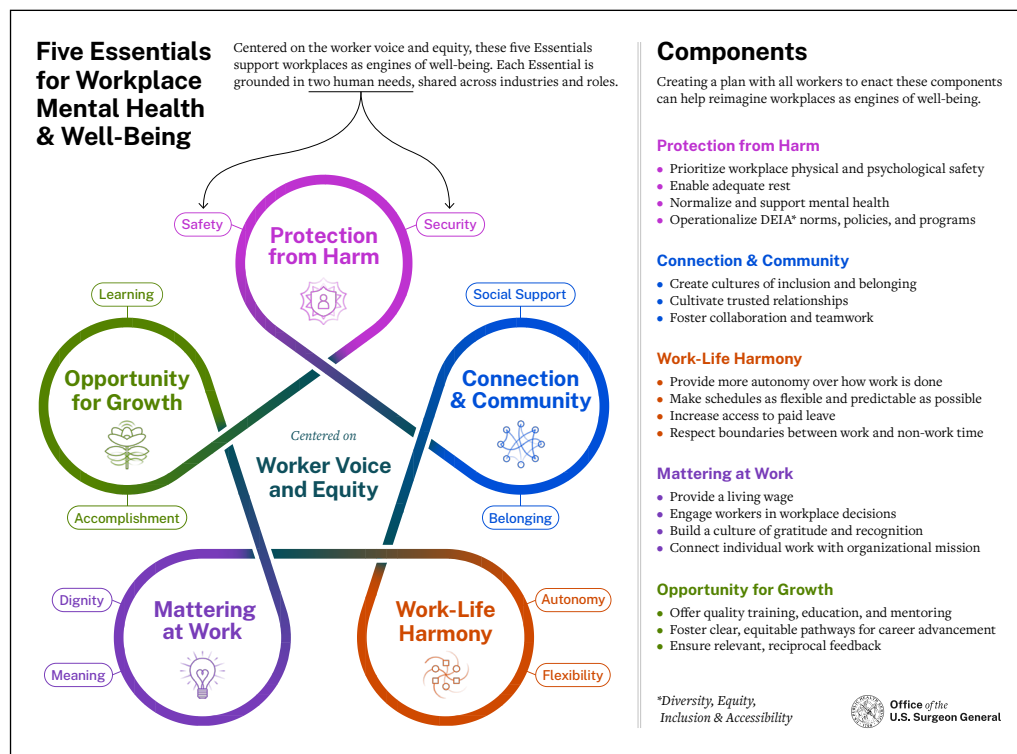 Five Essentials
for Workplace
Mental Health
& Well-Being
Centered on the worker voice and equity, these five Essentials
support workplaces as engines of well-being. Each Essential is
grounded in two human needs, shared across industries and roles.
Safety
Security
Protection
from Harm
Learning
Opportunity
for Growth
Accomplishment
Social Support
Connection
& Community
Belonging
Centered on
Worker Voice
and Equity
Dignity
Mattering
at Work
Meaning
Autonomy
Work-Life
Harmony
Flexibility
Components
Creating a plan with all workers to enact these components
can help reimagine workplaces as engines of well-being.
Protection from Harm
• Prioritize workplace physical and psychological safety
• Enable adequate rest
• Normalize and support mental health
• Operationalize DEIA* norms, policies, and programs
Connection & Community
• Create cultures of inclusion and belonging
• Cultivate trusted relationships
• Foster collaboration and teamwork
Work-Life Harmony
• Provide more autonomy over how work is done
• Make schedules as flexible and predictable as possible
• Increase access to paid leave
• Respect boundaries between work and non-work time
Mattering at Work
• Provide a living wage
• Engage workers in workplace decisions
• Build a culture of gratitude and recognition
• Connect individual work with organizational mission
Opportunity for Growth
• Offer quality training, education, and mentoring
• Foster clear, equitable pathways for career advancement
• Ensure relevant, reciprocal feedback
*Diversity, Equity,
Inclusion & Accessibility
Office of the
U.S. Surgeon General